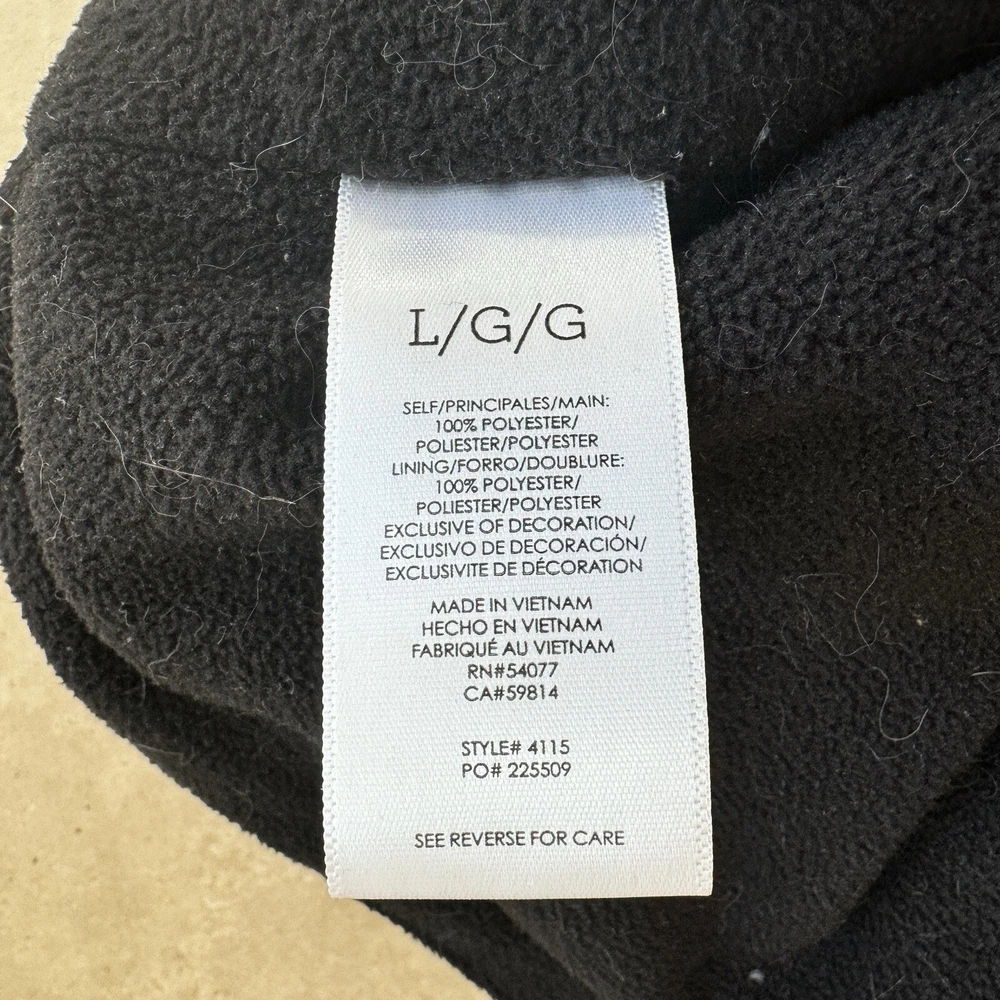 L/G/G
SELF/PRINCIPALES/MAIN:
100% POLYESTER/
POLIESTER/POLYESTER
LINING/FORRO/DOUBLURE:
100% POLYESTER/
POLIESTER/POLYESTER
EXCLUSIVE OF DECORATION/
EXCLUSIVO DE DECORACIÓN/
EXCLUSIVITE DE DÉCORATION
MADE IN VIETNAM
HECHO EN VIETNAM
FABRIQUÉ AU VIETNAM
RN#54077
CA#59814
STYLE# 4115
PO# 225509
SEE REVERSE FOR CARE